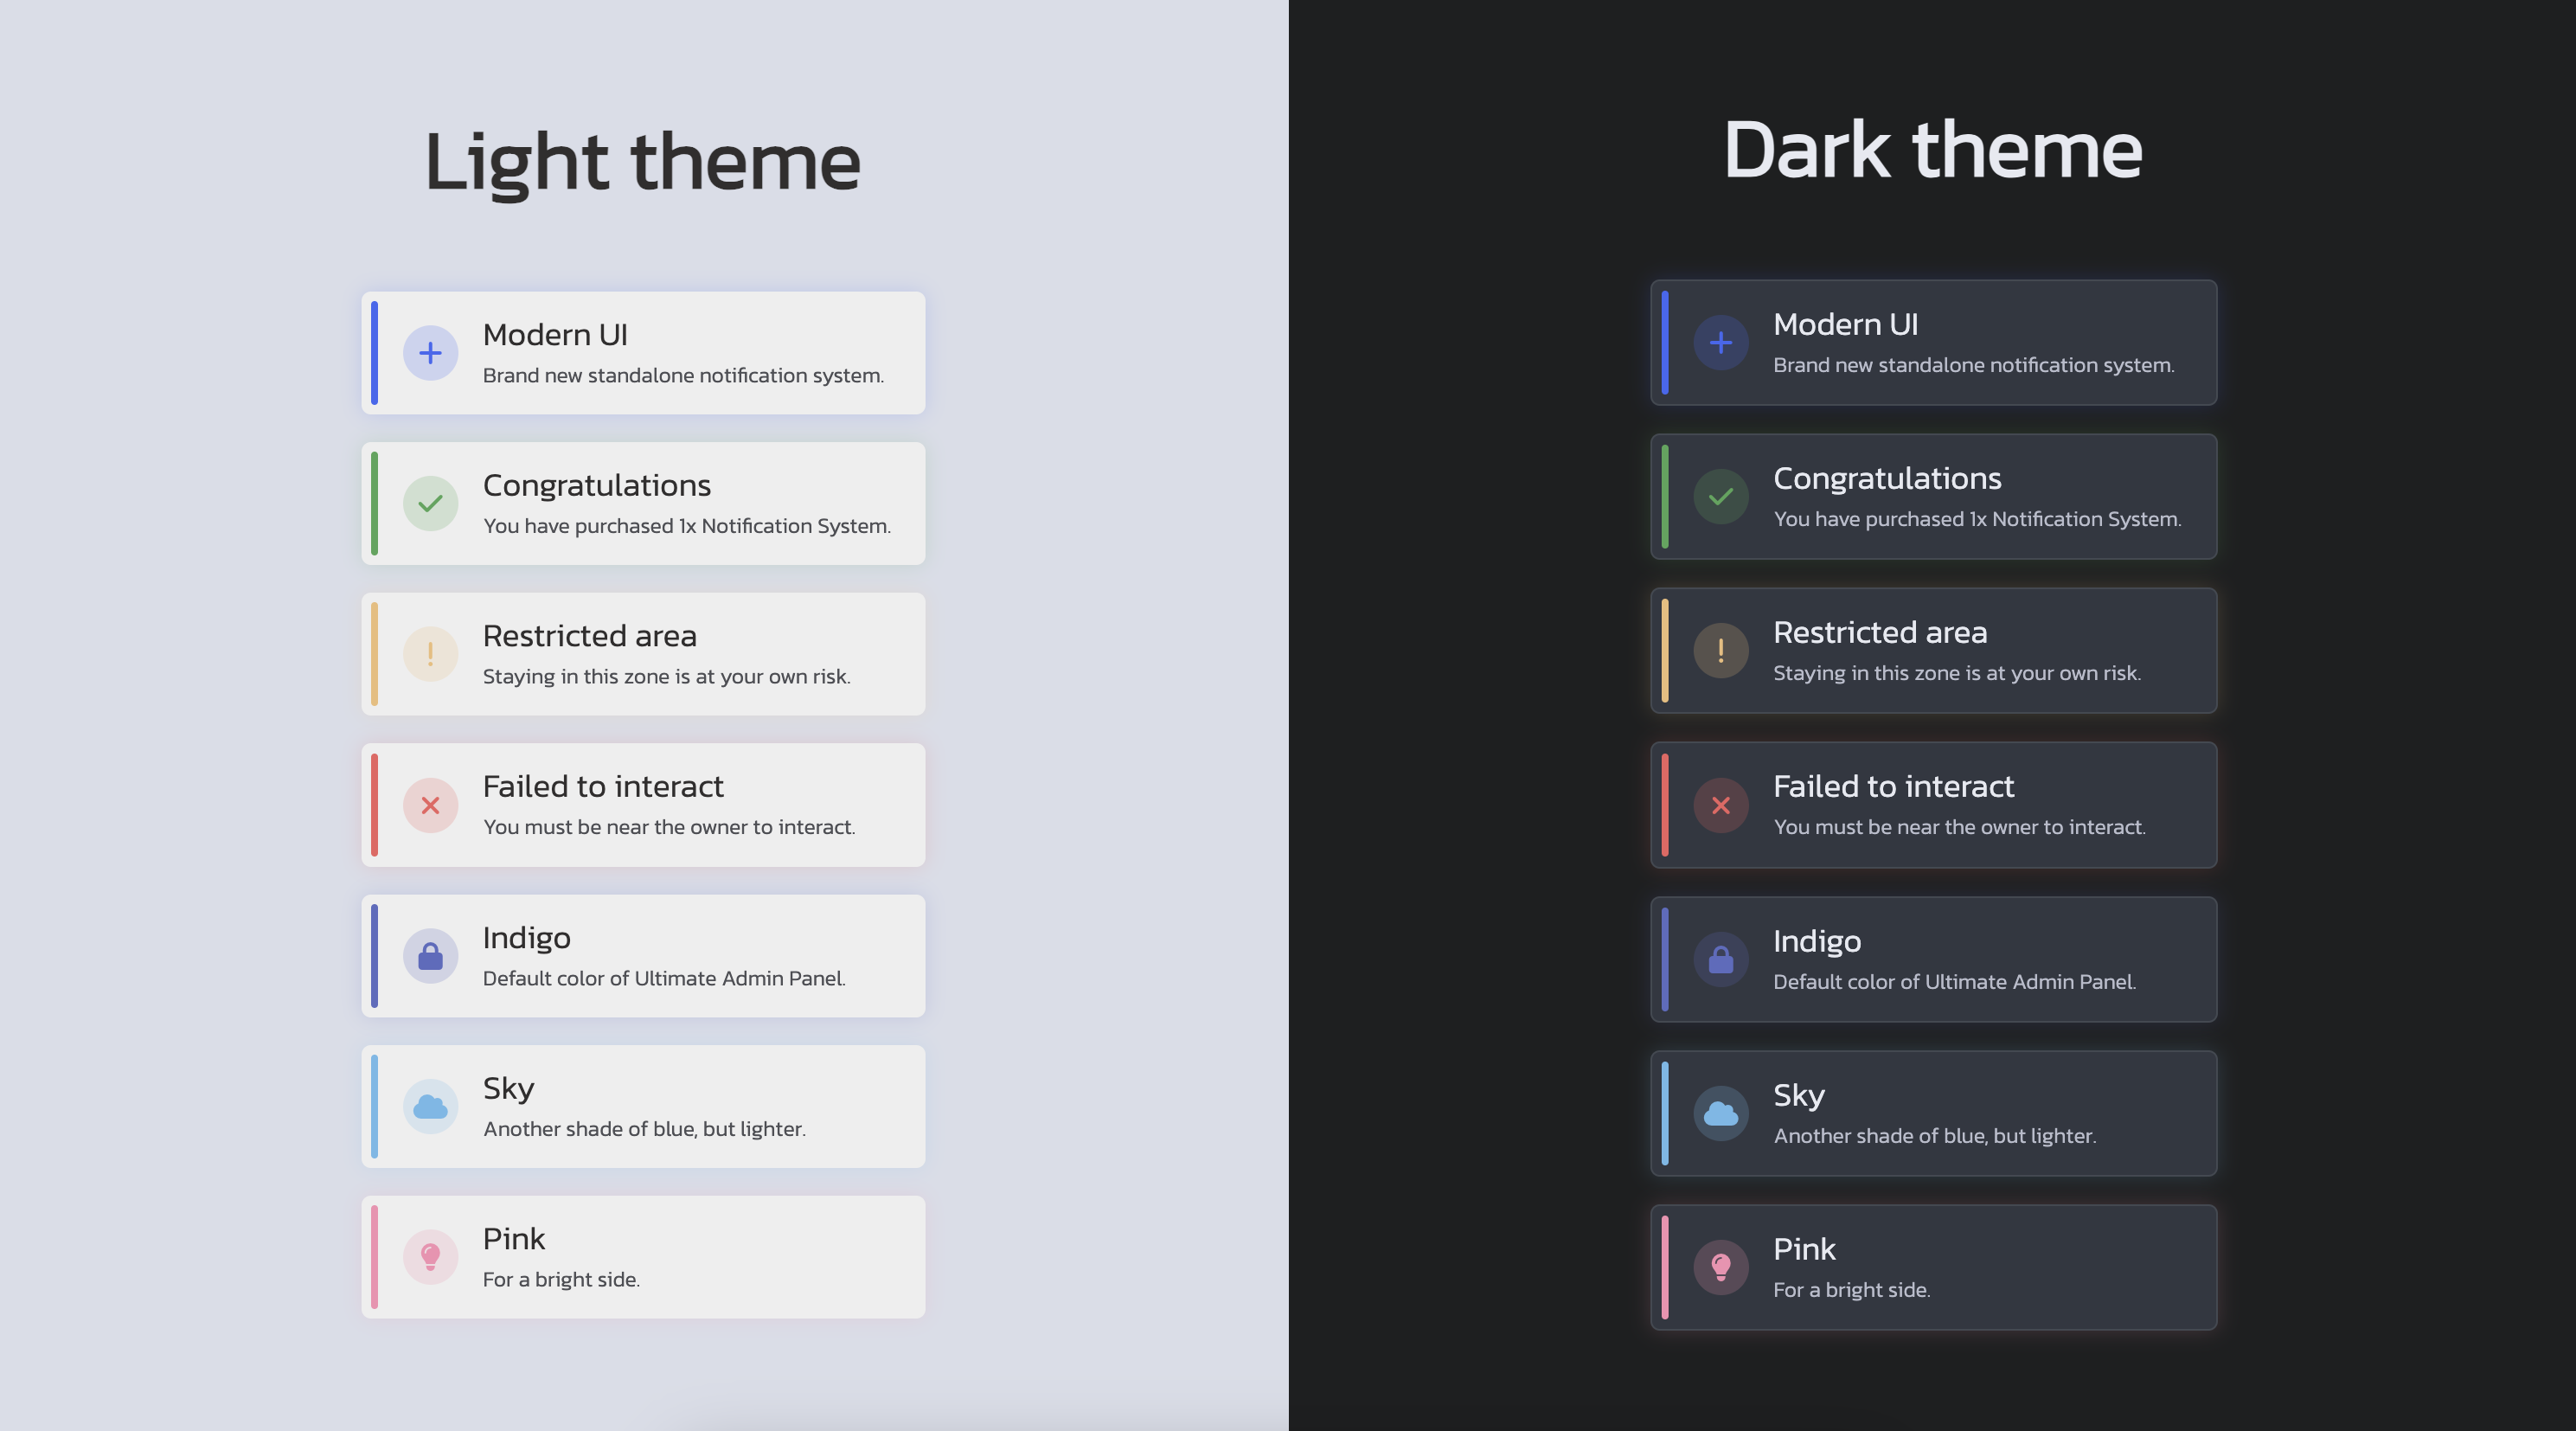 Light theme
Modern UI
Brand new standalone notification system.
Congratulations
You have purchased 1x Notification System.
Restricted area
Staying in this zone is at your own risk.
Failed to interact
You must be near the owner to interact.
Indigo
Default color of Ultimate Admin Panel.
Sky
Another shade of blue, but lighter.
Pink
For a bright side.
Dark theme
Modern UI
Brand new standalone notification system.
Congratulations
You have purchased 1x Notification System.
Restricted area
Staying in this zone is at your own risk.
Failed to interact
You must be near the owner to interact.
Indigo
Default color of Ultimate Admin Panel.
Sky
Another shade of blue, but lighter.
Pink
For a bright side.